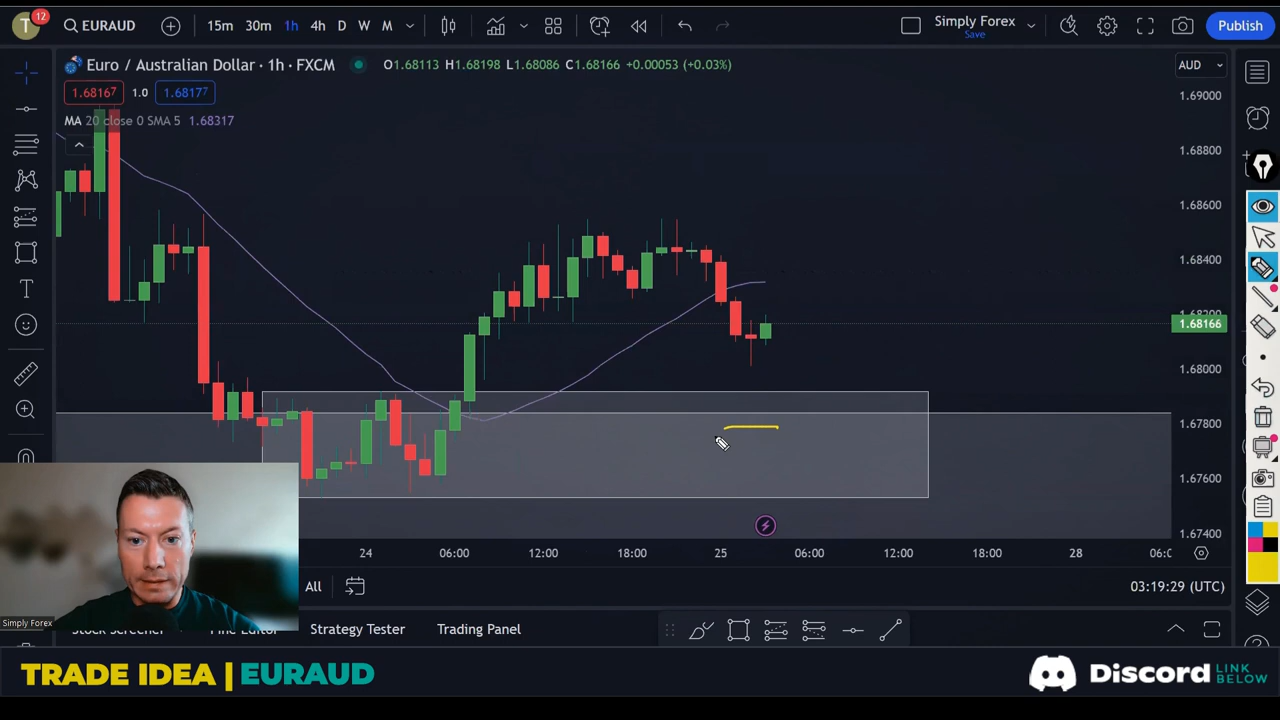 T 12 EURAUD 15m 30m 1h 4h D W M Simply Forex Save Publish
Euro / Australian Dollar · 1h · FXCM O1.68113 H1.68198 L1.68086 C1.68166 +0.00053 (+0.03%) AUD
1.68167 1.0 1.68177
MA 20 close 0 SMA 5 1.68317
1.69000
1.68800
1.68600
1.68400
1.68166
1.68000
1.67800
1.67600
1.67400
24 06:00 12:00 18:00 25 06:00 12:00 18:00 28
All 03:19:29 (UTC)
Simply Forex
Strategy Tester Trading Panel
TRADE IDEA | EURAUD Discord LINK
BELOW